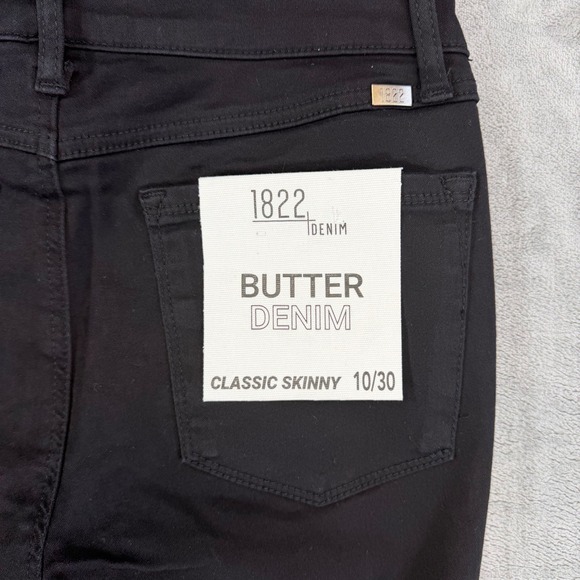 1822
1822
DENIM
BUTTER
DENIM
CLASSIC SKINNY 10/30